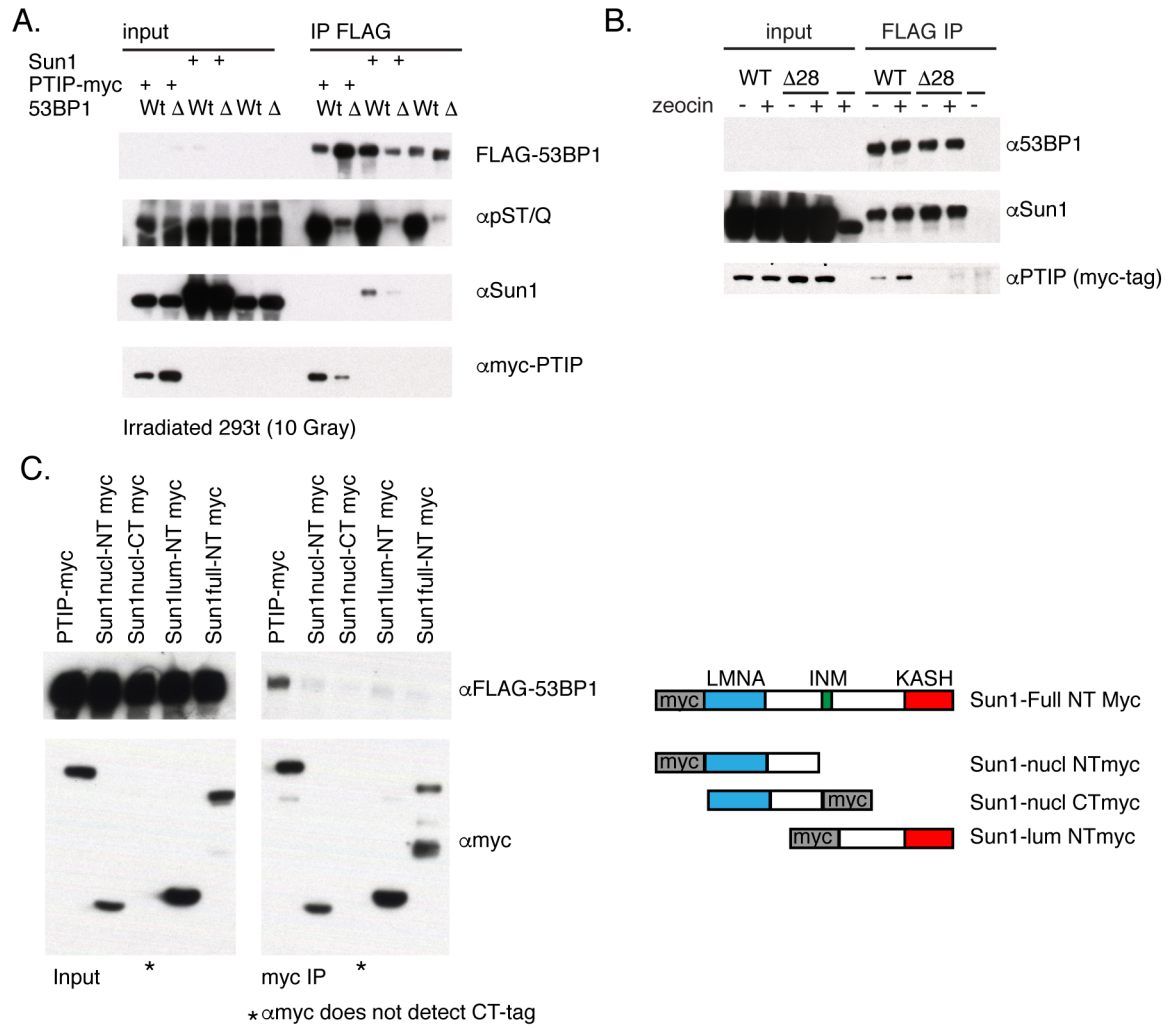 A.
input IP FLAG
Sun1 + + + +
PTIP-myc + + + +
53BP1 Wt Δ Wt Δ Wt Δ Wt Δ Wt Δ Wt Δ
FLAG-53BP1
αpST/Q
αSun1
αmyc-PTIP
Irradiated 293t (10 Gray)
B.
input FLAG IP
WT Δ28 WT Δ28
zeocin - + - + + - + - + -
α53BP1
αSun1
αPTIP (myc-tag)
C.
PTIP-myc
Sun1nucl-NT myc
Sun1nucl-CT myc
Sun1lum-NT myc
Sun1full-NT myc
PTIP-myc
Sun1nucl-NT myc
Sun1nucl-CT myc
Sun1lum-NT myc
Sun1full-NT myc
αFLAG-53BP1
αmyc
Input * myc IP *
* αmyc does not detect CT-tag
LMNA INM KASH
myc Sun1-Full NT Myc
myc Sun1-nucl NTmyc
myc Sun1-nucl CTmyc
myc Sun1-lum NTmyc